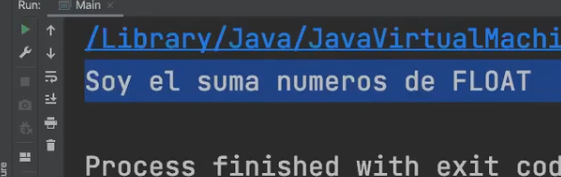 Run: Main
/Library/Java/JavaVirtualMachi
Soy el suma numeros de FLOAT
Process finished with exit cod